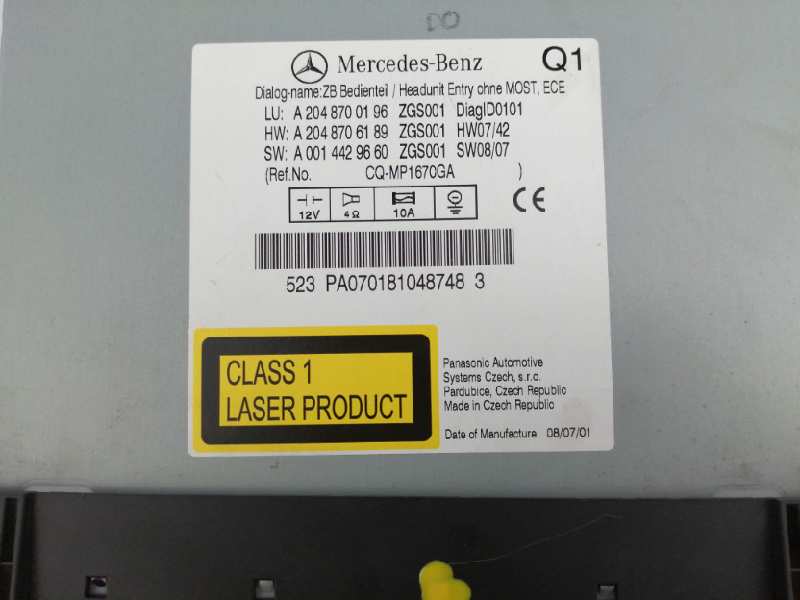 DO
Mercedes-Benz
Q1
Dialog-name: ZB Bedienteil / Headunit Entry ohne MOST, ECE
LU: A 204 870 01 96 ZGS001 DiagID0101
HW: A 204 870 61 89 ZGS001 HW07/42
SW: A 001 442 96 60 ZGS001 SW08/07
(Ref.No. CQ-MP1670GA )
12V 4Ω 10A
CE
523 PA070181048748 3
CLASS 1
LASER PRODUCT
Panasonic Automotive
Systems Czech, s.r.c.
Pardubice, Czech Republic
Made in Czech Republic
Date of Manufacture 08/07/01